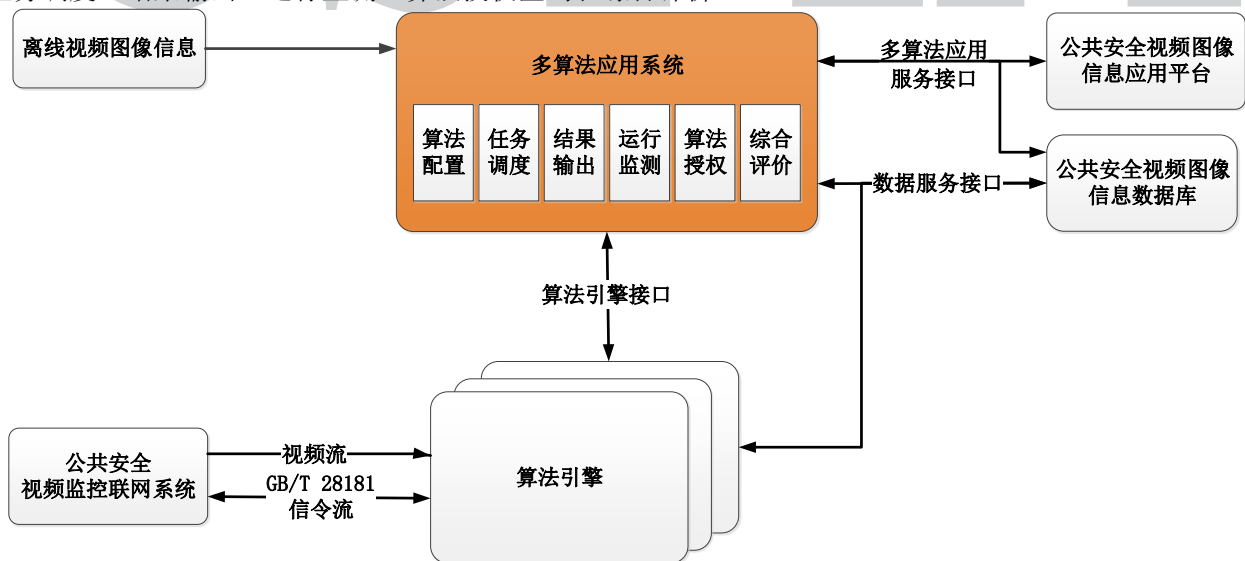 离线视频图像信息
多算法应用系统
算法
配置
任务
调度
结果
输出
运行
监测
算法
授权
综合
评价
多算法应用
服务接口
公共安全视频图像
信息应用平台
数据服务接口
公共安全视频图像
信息数据库
算法引擎接口
公共安全
视频监控联网系统
视频流
GB/T 28181
信令流
算法引擎